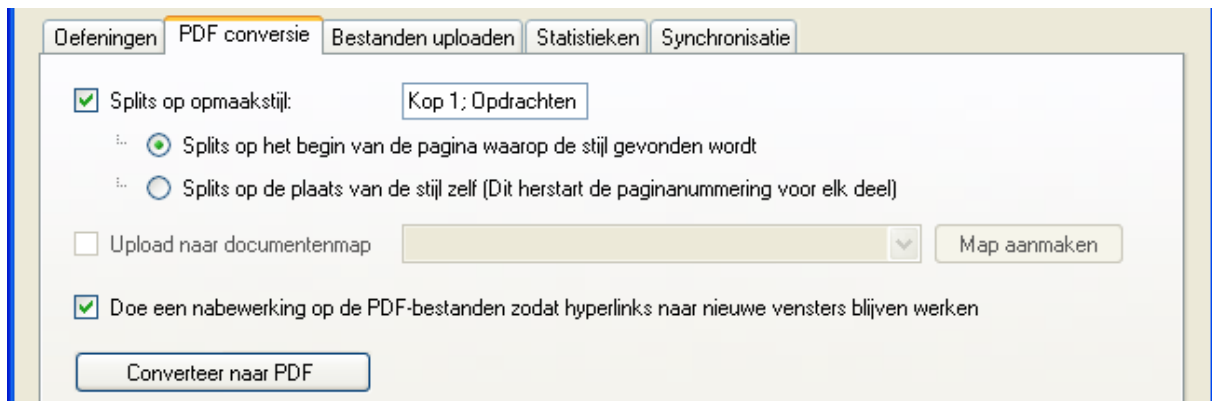 Oefeningen PDF conversie Bestanden uploaden Statistieken Synchronisatie
Splits op opmaakstijl: Kop 1; Opdrachten
Splits op het begin van de pagina waarop de stijl gevonden wordt
Splits op de plaats van de stijl zelf (Dit herstart de paginanummering voor elk deel)
Upload naar documentenmap Map aanmaken
Doe een nabewerking op de PDF-bestanden zodat hyperlinks naar nieuwe vensters blijven werken
Converteer naar PDF